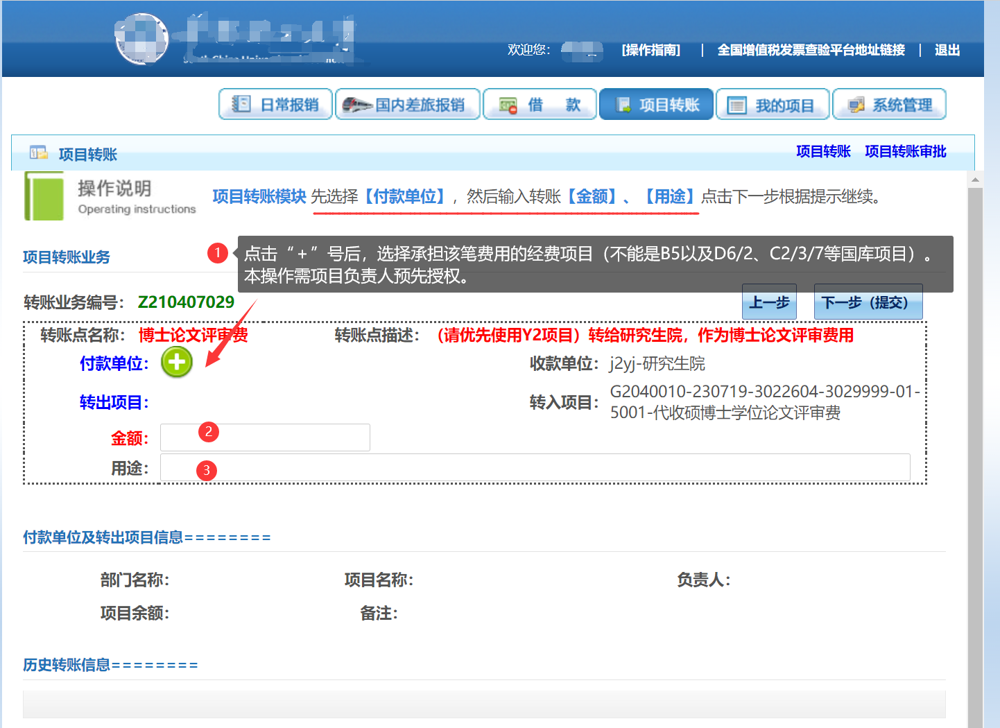 欢迎您：
[操作指南] | 全国增值税发票查验平台地址链接 | 退出
日常报销 国内差旅报销 借 款 项目转账 我的项目 系统管理
项目转账 项目转账 项目转账审批
操作说明
Operating instructions
项目转账模块 先选择【付款单位】，然后输入转账【金额】、【用途】点击下一步根据提示继续。
项目转账业务
1 点击“+”号后，选择承担该笔费用的经费项目（不能是B5以及D6/2、C2/3/7等国库项目）。
本操作需项目负责人预先授权。
转账业务编号： Z210407029 上一步 下一步（提交）
转账点名称： 博士论文评审费 转账点描述： （请优先使用Y2项目）转给研究生院，作为博士论文评审费用
付款单位： 收款单位： j2yj-研究生院
转出项目： 转入项目： G2040010-230719-3022604-3029999-01-
5001-代收硕博士学位论文评审费
金额： 2
用途： 3
付款单位及转出项目信息========
部门名称： 项目名称： 负责人：
项目余额： 备注：
历史转账信息========